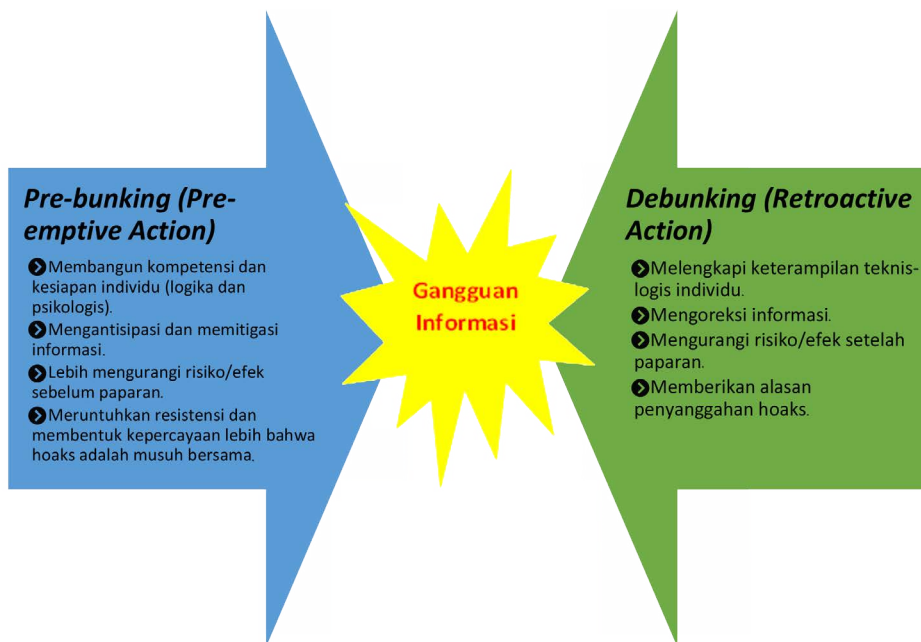 Pre-bunking (Pre-
emptive Action)
Membangun kompetensi dan
kesiapan individu (logika dan
psikologis).
Mengantisipasi dan memitigasi
informasi.
Lebih mengurangi risiko/efek
sebelum paparan.
Meruntuhkan resistensi dan
membentuk kepercayaan lebih bahwa
hoaks adalah musuh bersama.
Gangguan
Informasi
Debunking (Retroactive
Action)
Melengkapi keterampilan teknis-
logis individu.
Mengoreksi informasi.
Mengurangi risiko/efek setelah
paparan.
Memberikan alasan
penyanggahan hoaks.